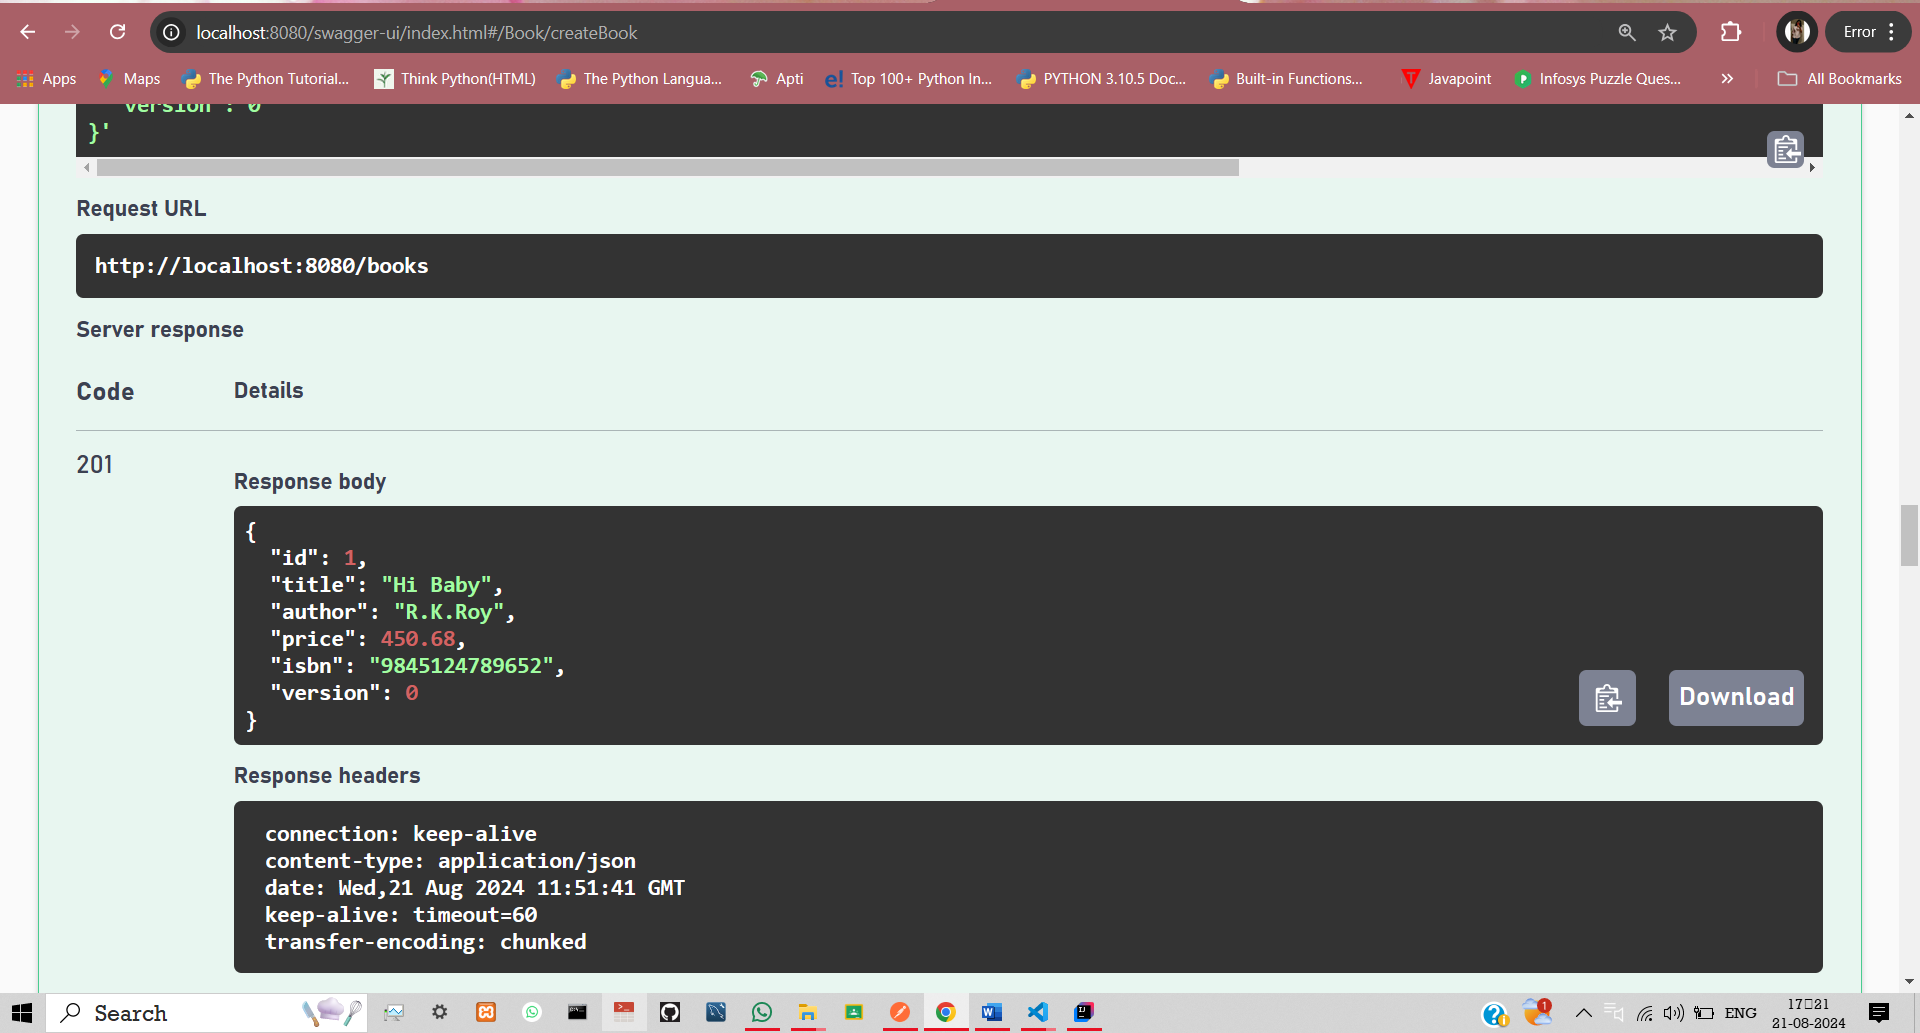 localhost:8080/swagger-ui/index.html#/Book/createBook
Error
Apps
Maps
The Python Tutorial...
Think Python(HTML)
The Python Langua...
Apti
Top 100+ Python In...
PYTHON 3.10.5 Doc...
Built-in Functions...
Javapoint
Infosys Puzzle Ques...
All Bookmarks
"version": 0
}'
Request URL
http://localhost:8080/books
Server response
Code Details
201
Response body
{
"id": 1,
"title": "Hi Baby",
"author": "R.K.Roy",
"price": 450.68,
"isbn": "9845124789652",
"version": 0
}
Download
Response headers
connection: keep-alive
content-type: application/json
date: Wed,21 Aug 2024 11:51:41 GMT
keep-alive: timeout=60
transfer-encoding: chunked
Search
1
ENG
17:21
21-08-2024